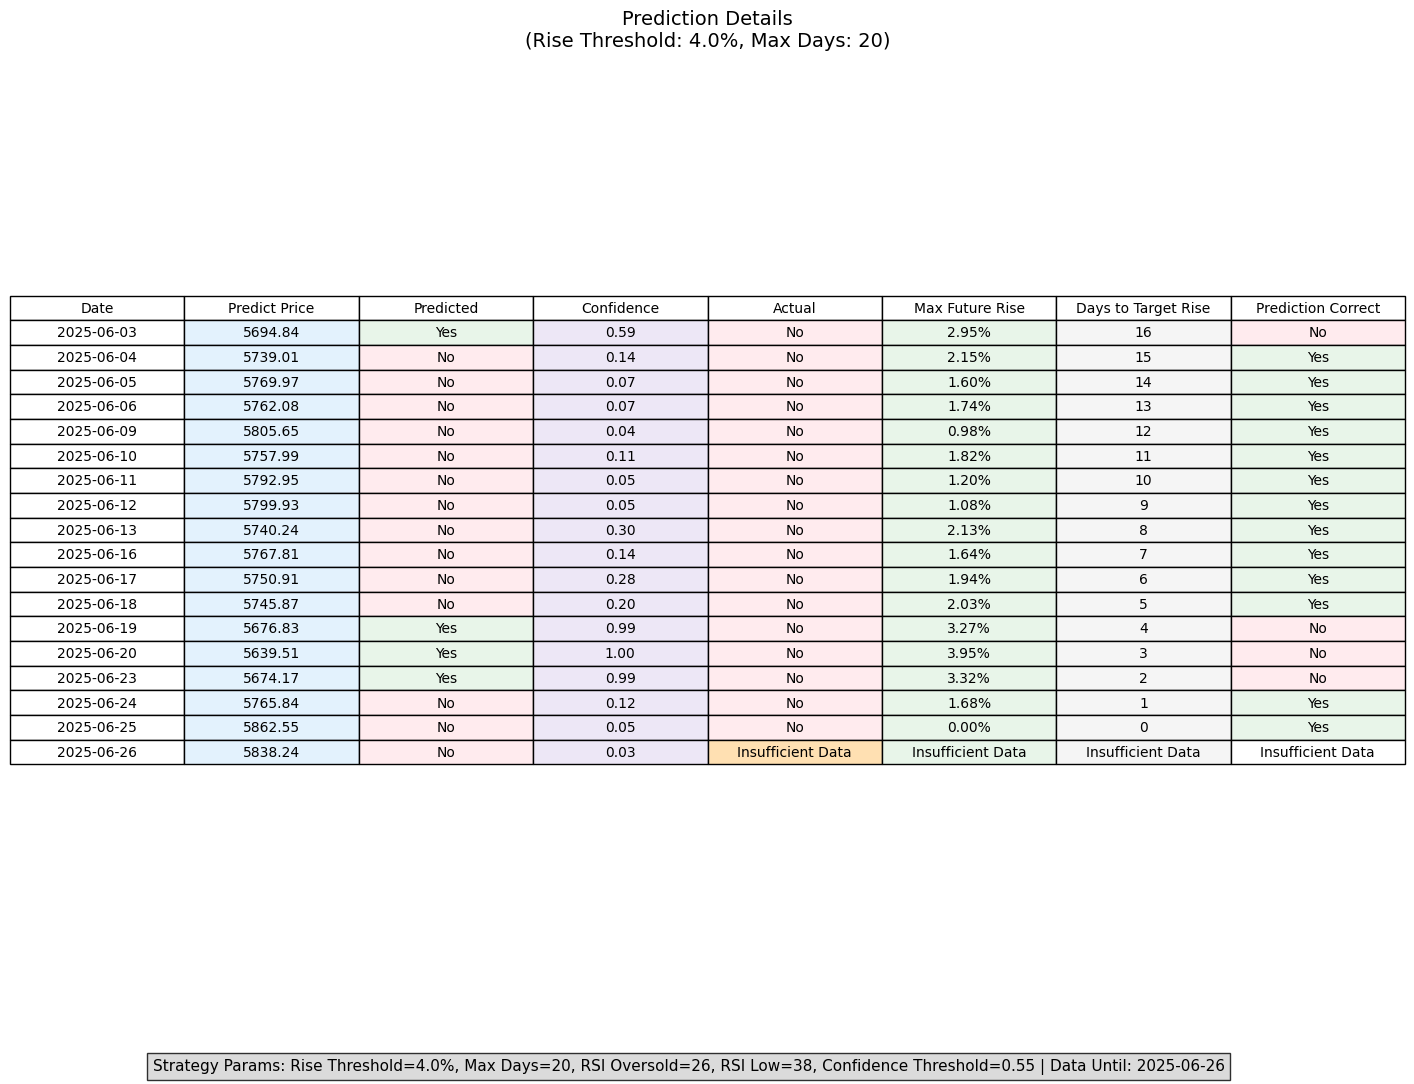 Prediction Details
(Rise Threshold: 4.0%, Max Days: 20)
Date Predict Price Predicted Confidence Actual Max Future Rise Days to Target Rise Prediction Correct
2025-06-03 5694.84 Yes 0.59 No 2.95% 16 No
2025-06-04 5739.01 No 0.14 No 2.15% 15 Yes
2025-06-05 5769.97 No 0.07 No 1.60% 14 Yes
2025-06-06 5762.08 No 0.07 No 1.74% 13 Yes
2025-06-09 5805.65 No 0.04 No 0.98% 12 Yes
2025-06-10 5757.99 No 0.11 No 1.82% 11 Yes
2025-06-11 5792.95 No 0.05 No 1.20% 10 Yes
2025-06-12 5799.93 No 0.05 No 1.08% 9 Yes
2025-06-13 5740.24 No 0.30 No 2.13% 8 Yes
2025-06-16 5767.81 No 0.14 No 1.64% 7 Yes
2025-06-17 5750.91 No 0.28 No 1.94% 6 Yes
2025-06-18 5745.87 No 0.20 No 2.03% 5 Yes
2025-06-19 5676.83 Yes 0.99 No 3.27% 4 No
2025-06-20 5639.51 Yes 1.00 No 3.95% 3 No
2025-06-23 5674.17 Yes 0.99 No 3.32% 2 No
2025-06-24 5765.84 No 0.12 No 1.68% 1 Yes
2025-06-25 5862.55 No 0.05 No 0.00% 0 Yes
2025-06-26 5838.24 No 0.03 Insufficient Data Insufficient Data Insufficient Data Insufficient Data
Strategy Params: Rise Threshold=4.0%, Max Days=20, RSI Oversold=26, RSI Low=38, Confidence Threshold=0.55 | Data Until: 2025-06-26